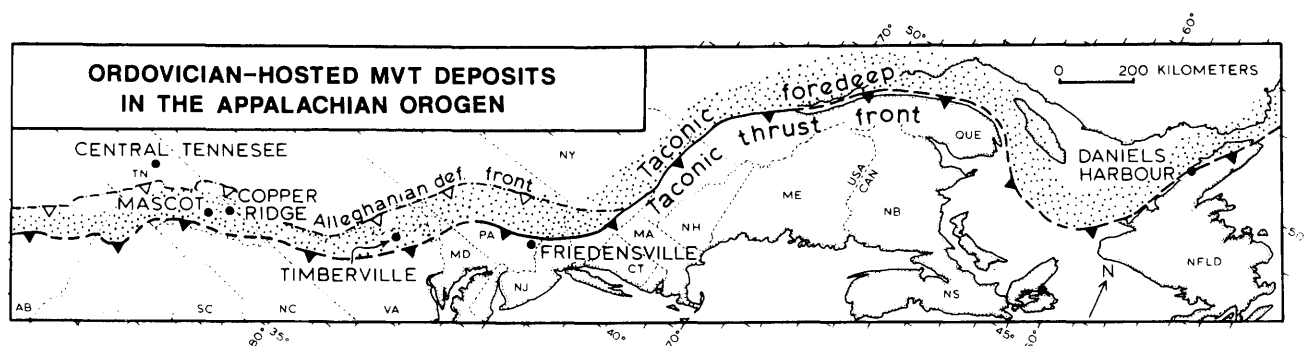 ORDOVICIAN-HOSTED MVT DEPOSITS
IN THE APPALACHIAN OROGEN
70°
50°
60°
0 200 KILOMETERS
Taconic foredeep
Taconic thrust front
CENTRAL TENNESEE
TN
MASCOT
COPPER
RIDGE
Alleghanian def. front
TIMBERVILLE
FRIEDENSVILLE
DANIELS
HARBOUR
NY
PA
MD
NJ
CT
MA
NH
ME
USA
CAN
QUE
NB
NS
NFLD
N
AB
SC
NC
VA
80°
35°
40°
70°
45°
60°